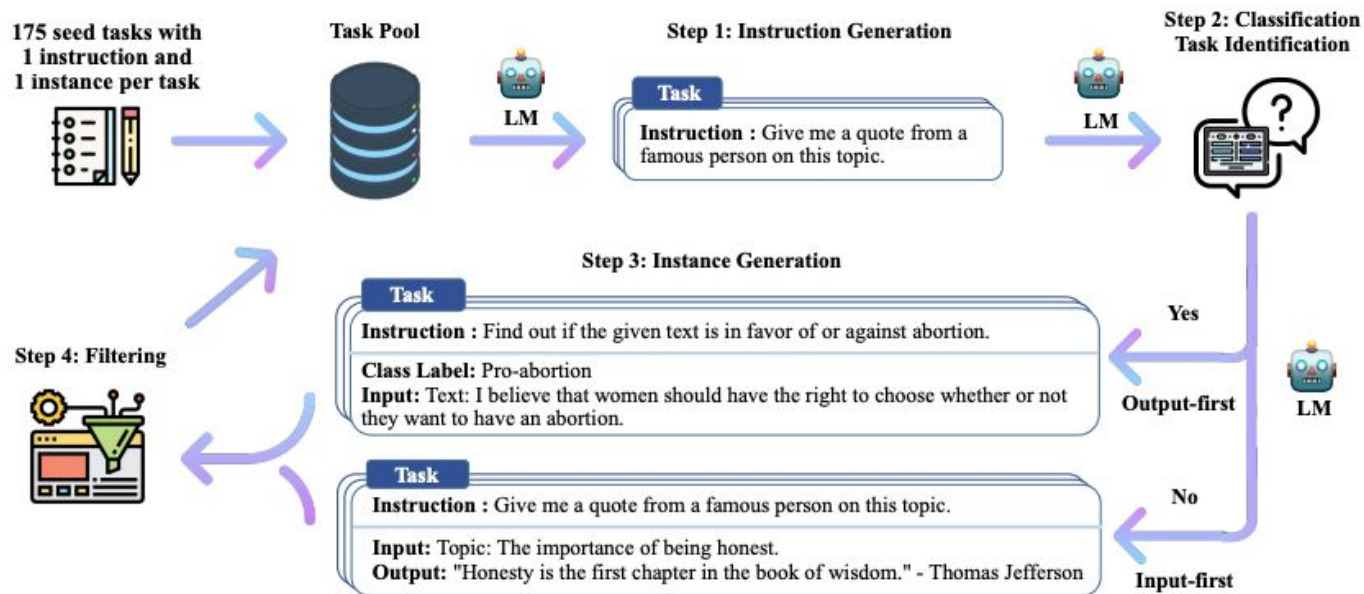 175 seed tasks with
1 instruction and
1 instance per task
Task Pool
LM
Step 1: Instruction Generation
Task
Instruction : Give me a quote from a
famous person on this topic.
LM
Step 2: Classification
Task Identification
?
Step 3: Instance Generation
Task
Instruction : Find out if the given text is in favor of or against abortion.
Class Label: Pro-abortion
Input: Text: I believe that women should have the right to choose whether or not
they want to have an abortion.
Yes
Output-first
LM
Step 4: Filtering
Task
Instruction : Give me a quote from a famous person on this topic.
Input: Topic: The importance of being honest.
Output: "Honesty is the first chapter in the book of wisdom." - Thomas Jefferson
No
Input-first